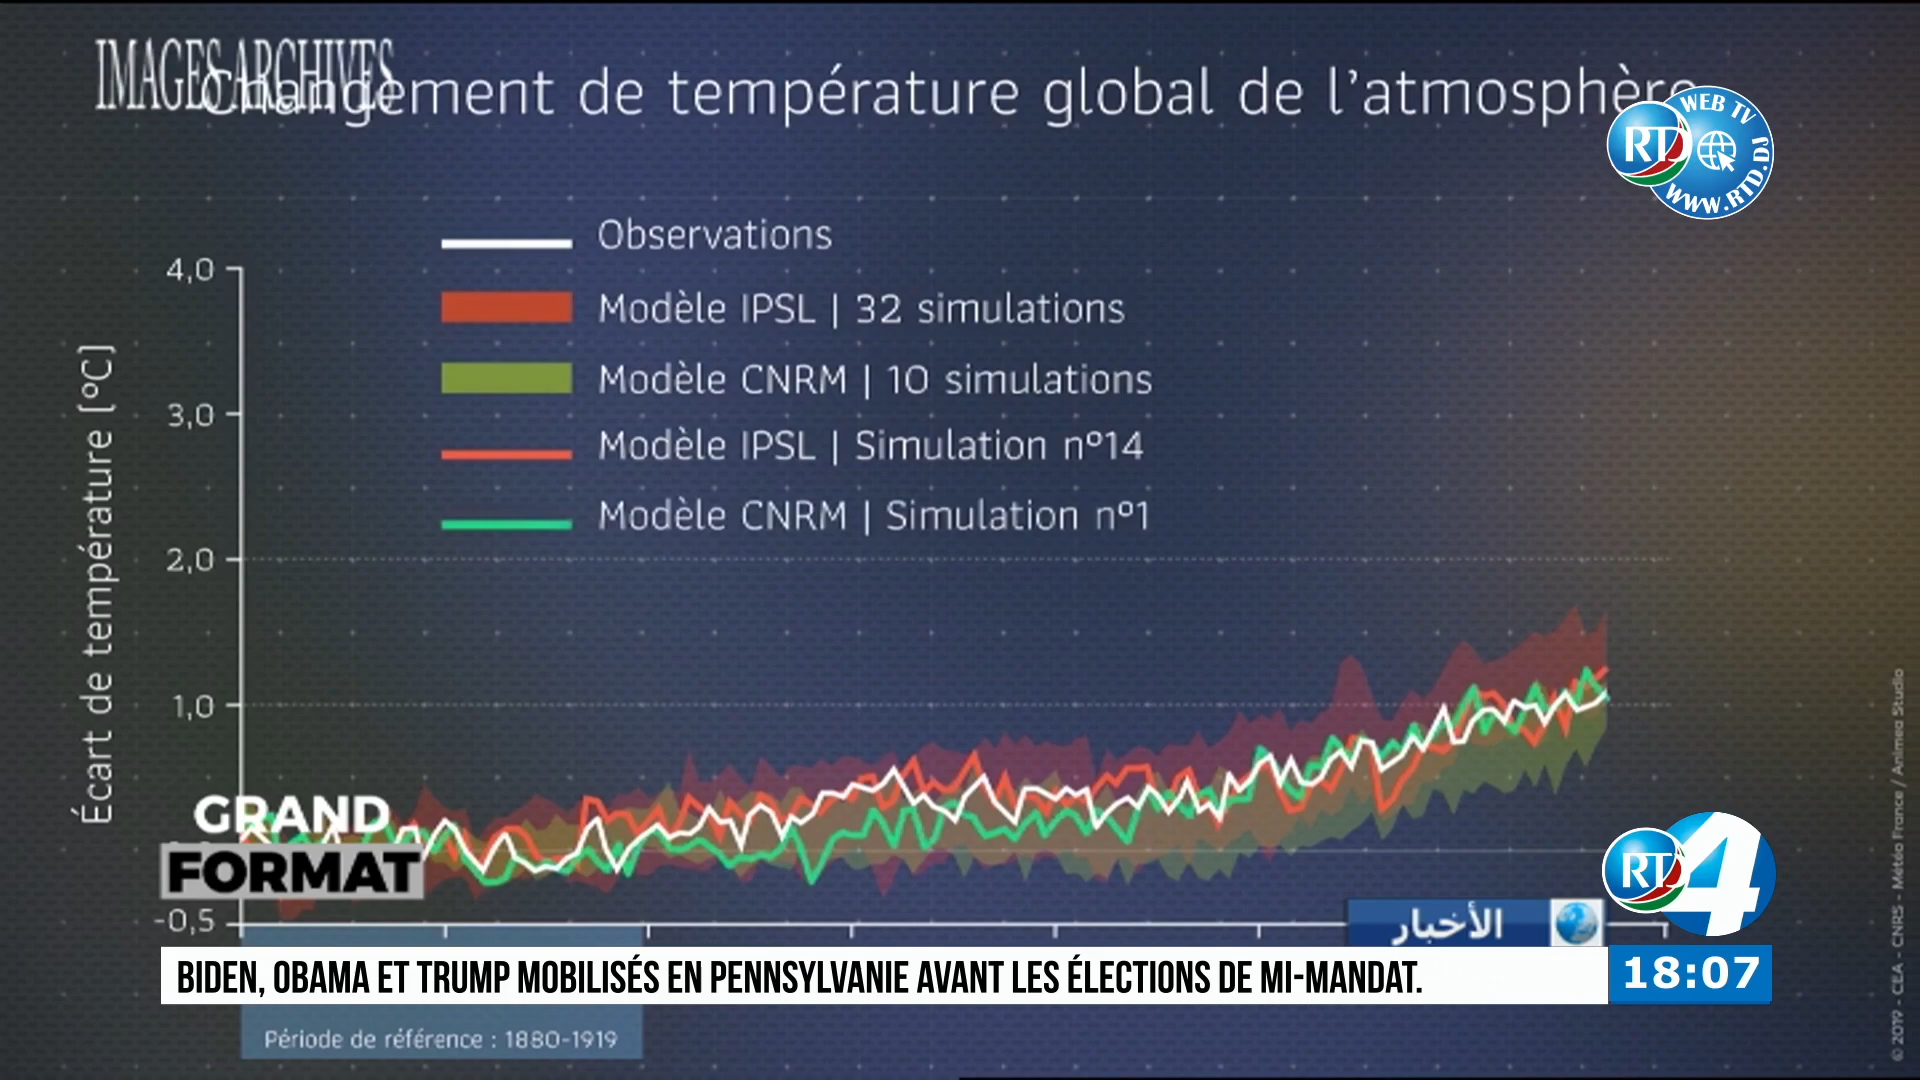 IMAGES ARCHIVES
Changement de température global de l'atmosphère
WEB TV
RTD
WWW.RTD.DJ
Observations
Modèle IPSL | 32 simulations
Modèle CNRM | 10 simulations
Modèle IPSL | Simulation nº14
Modèle CNRM | Simulation nº1
Écart de température (ºC)
4,0
3,0
2,0
1,0
-0,5
GRAND
FORMAT
الأخبار
RTD 4
BIDEN, OBAMA ET TRUMP MOBILISÉS EN PENNSYLVANIE AVANT LES ÉLECTIONS DE MI-MANDAT.
18:07
Période de référence : 1880-1919
© 2019 - CEA - CNRS - Météo France / Animea Studio